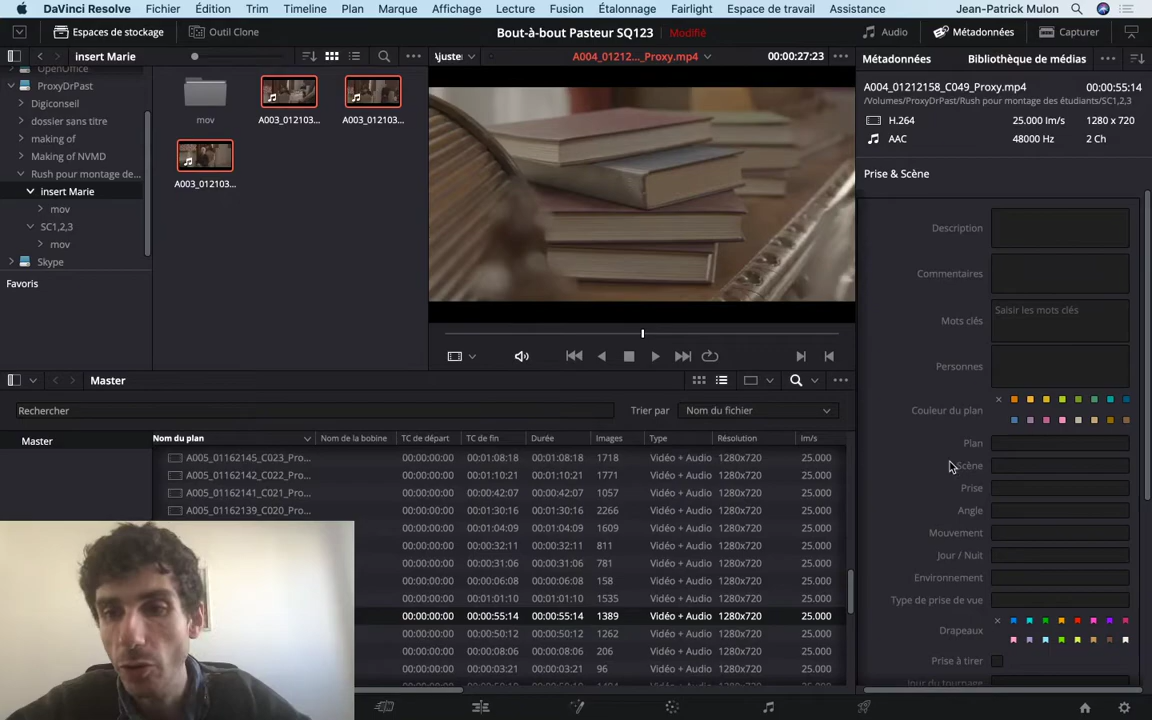 DaVinci Resolve Fichier Édition Trim Timeline Plan Marque Affichage Lecture Fusion Étalonnage Fairlight Espace de travail Assistance Jean-Patrick Mulon
Espaces de stockage Outil Clone Bout-à-bout Pasteur SQ123 Modifié Audio Métadonnées Capturer
insert Marie
OpenOffice
ProxyDrPast
Digiconseil
dossier sans titre
making of
Making of NVMD
Rush pour montage de...
insert Marie
mov
SC1,2,3
mov
Skype
Favoris
mov A003_012103... A004_012103...
A003_012103...
Ajuste A004_01212..._Proxy.mp4 00:00:27:23
Métadonnées Bibliothèque de médias
A004_01212158_C049_Proxy.mp4
/Volumes/ProxyDrPast/Rush pour montage des étudiants/SC1,2,3
H.264 25.000 Im/s 1280 x 720
AAC 48000 Hz 2 Ch 00:00:55:14
Prise & Scène
Description
Commentaires
Mots clés Saisir les mots clés
Personnes
Couleur du plan
Plan
Scène
Prise
Angle
Mouvement
Jour / Nuit
Environnement
Type de prise de vue
Drapeaux
Prise à tirer
Jour du tournage
Master
Rechercher Trier par Nom du fichier
Master
Nom du plan Nom de la bobine TC de départ TC de fin Durée Images Type Résolution Im/s
A005_01162145_C023_Pro... 00:00:00:00 00:01:08:18 00:01:08:18 1718 Vidéo + Audio 1280x720 25.000
A005_01162142_C022_Pro... 00:00:00:00 00:01:10:21 00:01:10:21 1771 Vidéo + Audio 1280x720 25.000
A005_01162141_C021_Pro... 00:00:00:00 00:00:42:07 00:00:42:07 1057 Vidéo + Audio 1280x720 25.000
A005_01162139_C020_Pro... 00:00:00:00 00:01:30:16 00:01:30:16 2266 Vidéo + Audio 1280x720 25.000
00:00:00:00 00:01:04:09 00:01:04:09 1609 Vidéo + Audio 1280x720 25.000
00:00:00:00 00:00:32:11 00:00:32:11 811 Vidéo + Audio 1280x720 25.000
00:00:00:00 00:00:31:06 00:00:31:06 781 Vidéo + Audio 1280x720 25.000
00:00:00:00 00:00:06:08 00:00:06:08 158 Vidéo + Audio 1280x720 25.000
00:00:00:00 00:01:01:10 00:01:01:10 1535 Vidéo + Audio 1280x720 25.000
00:00:00:00 00:00:55:14 00:00:55:14 1389 Vidéo + Audio 1280x720 25.000
00:00:00:00 00:00:50:12 00:00:50:12 1262 Vidéo + Audio 1280x720 25.000
00:00:00:00 00:00:08:06 00:00:08:06 206 Vidéo + Audio 1280x720 25.000
00:00:00:00 00:00:03:21 00:00:03:21 96 Vidéo + Audio 1280x720 25.000